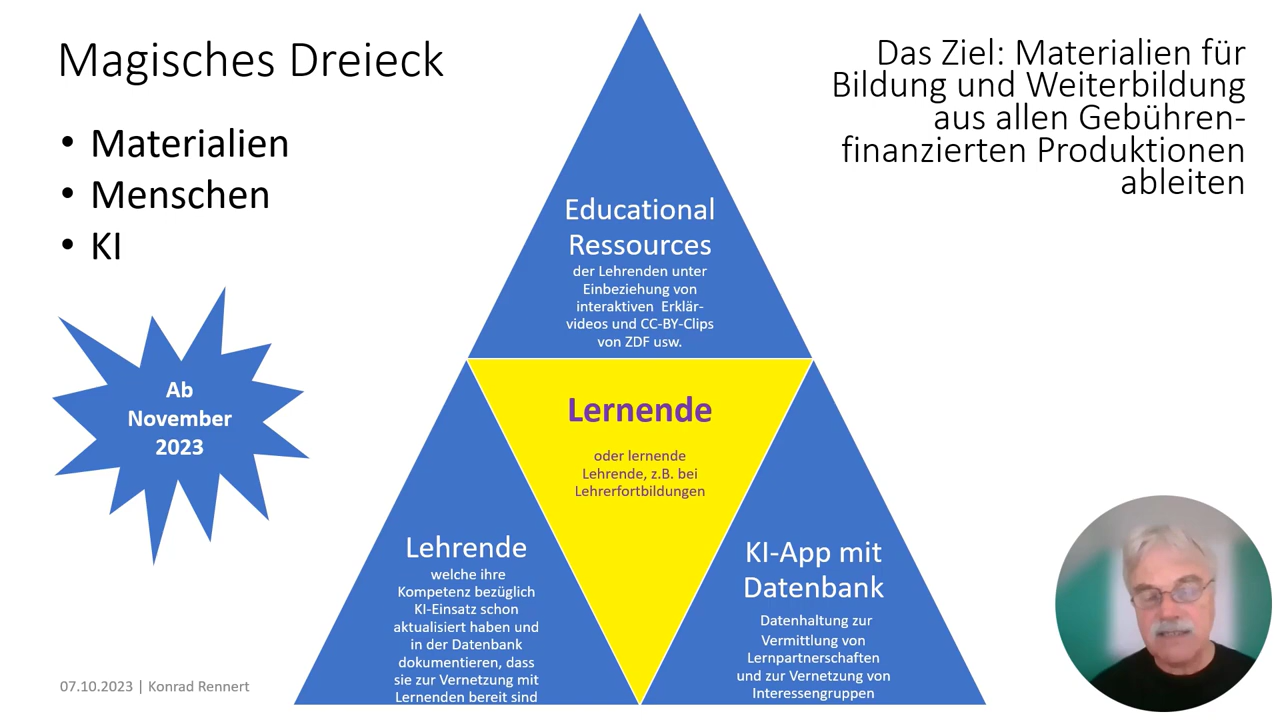 Magisches Dreieck
• Materialien
• Menschen
• KI
Ab
November
2023
Das Ziel: Materialien für
Bildung und Weiterbildung
aus allen Gebühren-
finanzierten Produktionen
ableiten
Educational
Ressources
der Lehrenden unter
Einbeziehung von
interaktiven Erklär-
videos und CC-BY-Clips
von ZDF usw.
Lernende
oder lernende
Lehrende, z.B. bei
Lehrerfortbildungen
Lehrende
welche ihre
Kompetenz bezüglich
KI-Einsatz schon
aktualisiert haben und
in der Datenbank
dokumentieren, dass
sie zur Vernetzung mit
Lernenden bereit sind
KI-App mit
Datenbank
Datenhaltung zur
Vermittlung von
Lernpartnerschaften
und zur Vernetzung von
Interessengruppen
07.10.2023 | Konrad Rennert